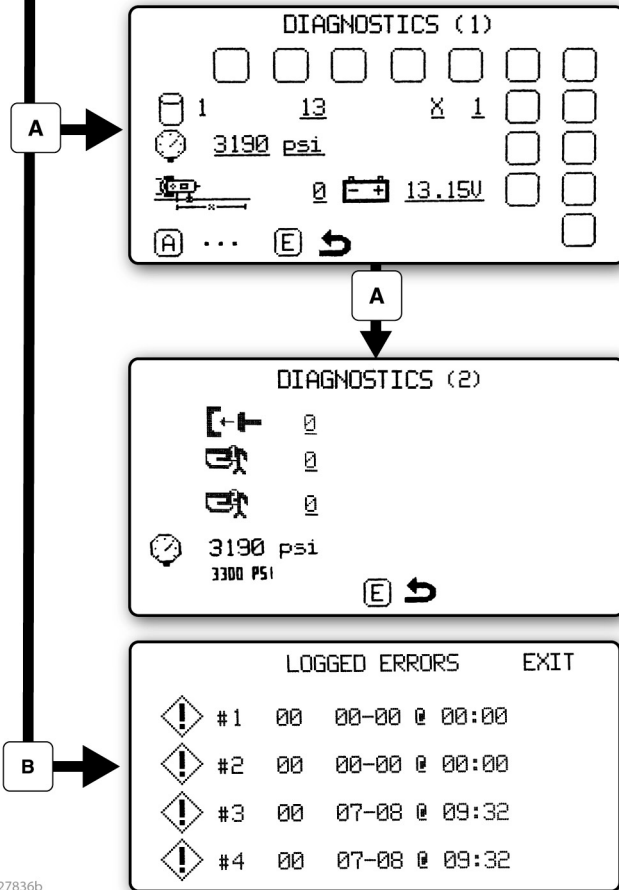 DIAGNOSTICS (1)
1 13 X 1
A
3190 psi
0 - + 13.15V
A ... E
A
DIAGNOSTICS (2)
0
0
0
3190 psi
3300 PSI
E
LOGGED ERRORS EXIT
! #1 00 00-00 @ 00:00
! #2 00 00-00 @ 00:00
B
! #3 00 07-08 @ 09:32
! #4 00 07-08 @ 09:32
27836b